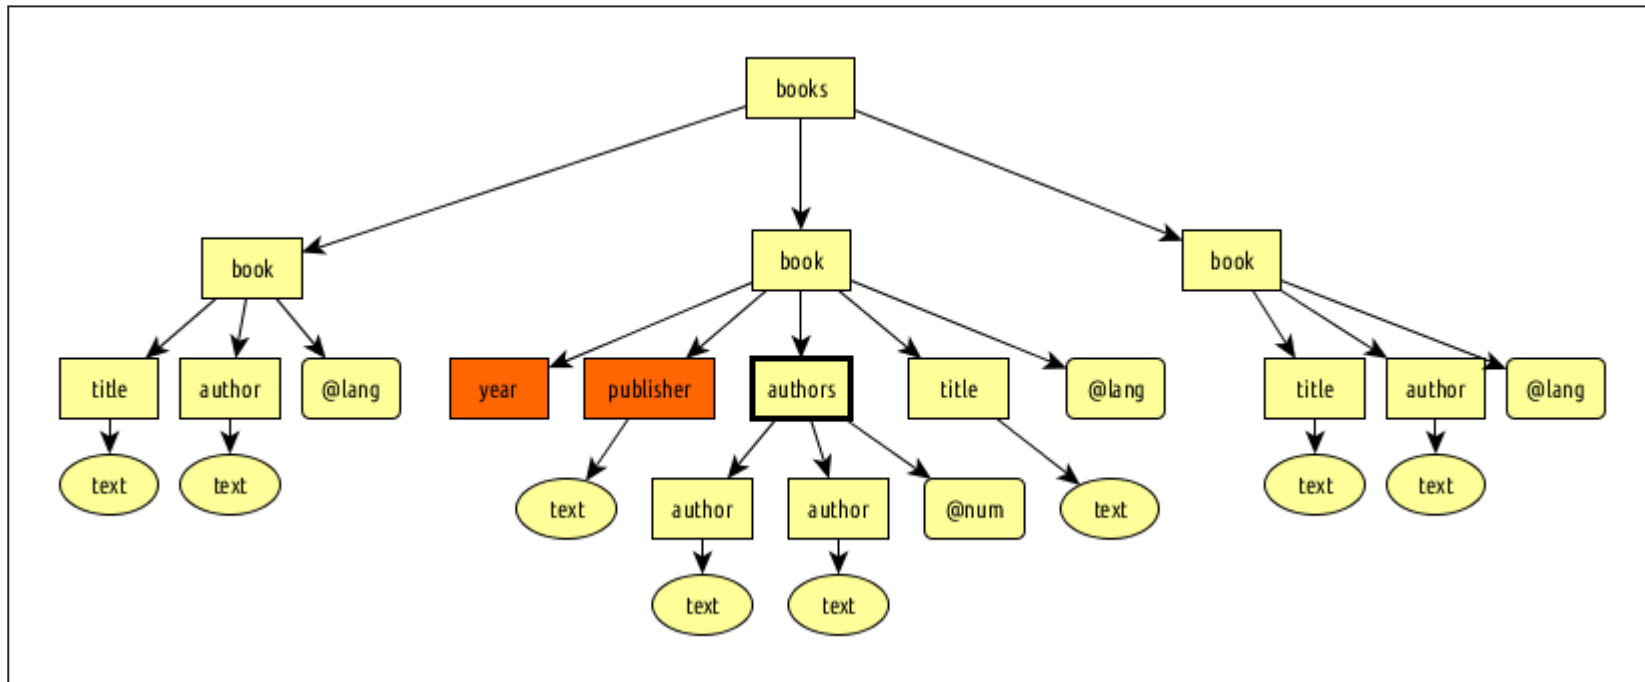 books
book
book
book
title
author
@lang
year
publisher
authors
title
@lang
title
author
@lang
text
text
text
author
author
@num
text
text
text
text
text